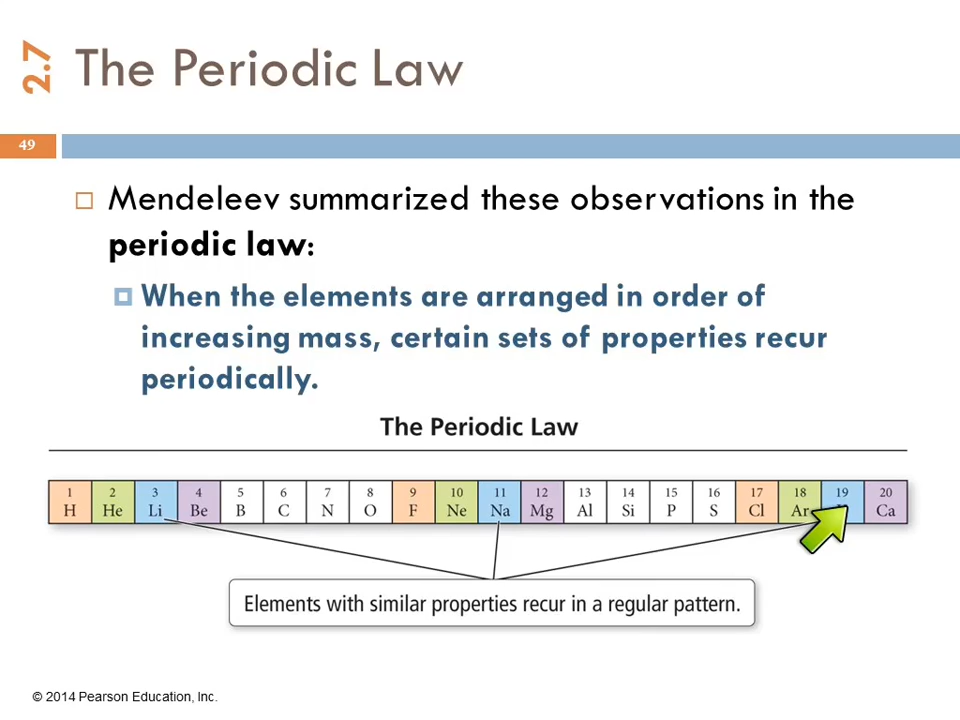 2.7
The Periodic Law
49
Mendeleev summarized these observations in the
periodic law:
When the elements are arranged in order of
increasing mass, certain sets of properties recur
periodically.
The Periodic Law
1 2 3 4 5 6 7 8 9 10 11 12 13 14 15 16 17 18 19 20
H He Li Be B C N O F Ne Na Mg Al Si P S Cl Ar Ca
Elements with similar properties recur in a regular pattern.
© 2014 Pearson Education, Inc.